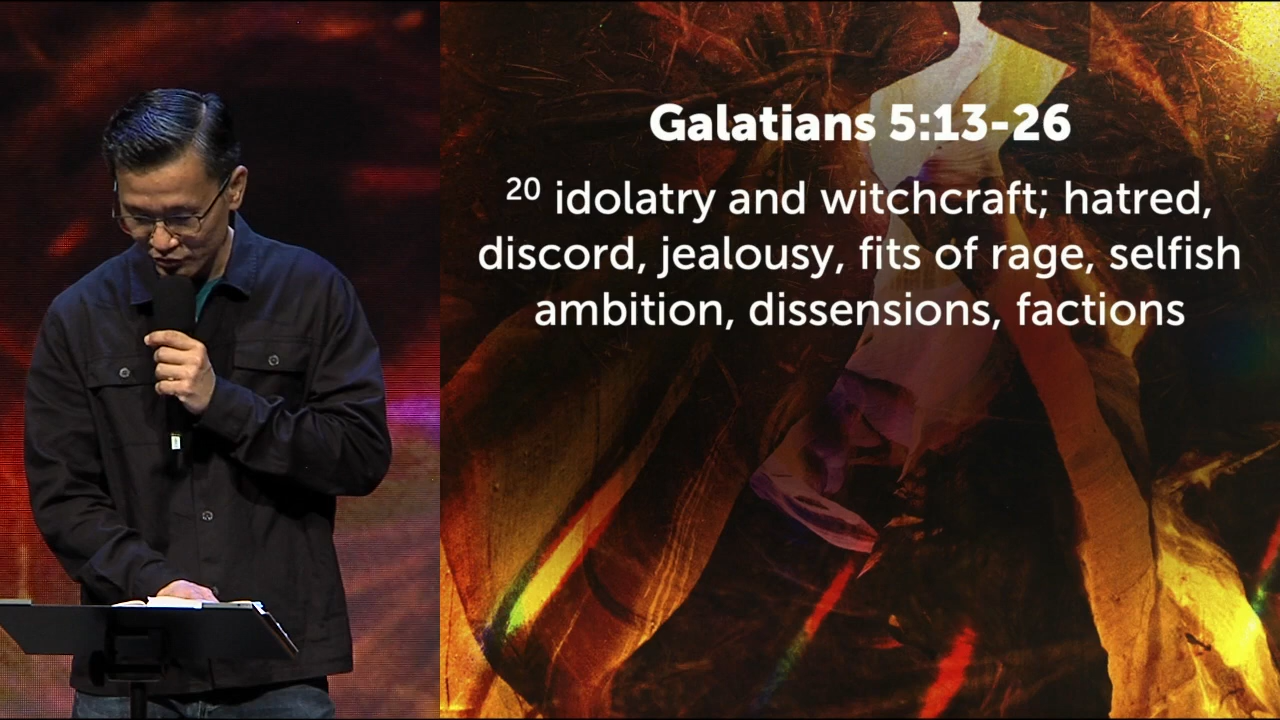 Galatians 5:13-26
20 idolatry and witchcraft; hatred,
discord, jealousy, fits of rage, selfish
ambition, dissensions, factions